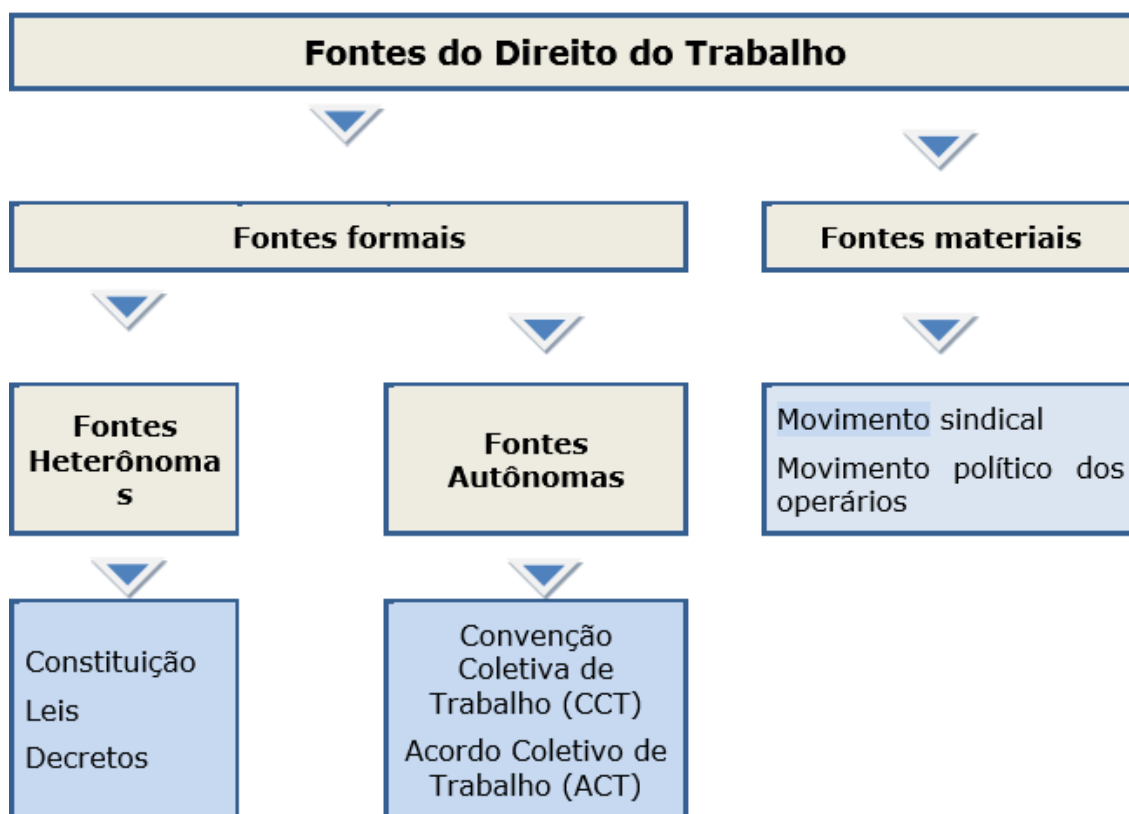 Fontes do Direito do Trabalho
Fontes formais
Fontes materiais
Fontes
Heterônoma
s
Fontes
Autônomas
Movimento sindical
Movimento político dos
operários
Constituição
Leis
Decretos
Convenção
Coletiva de
Trabalho (CCT)
Acordo Coletivo de
Trabalho (ACT)